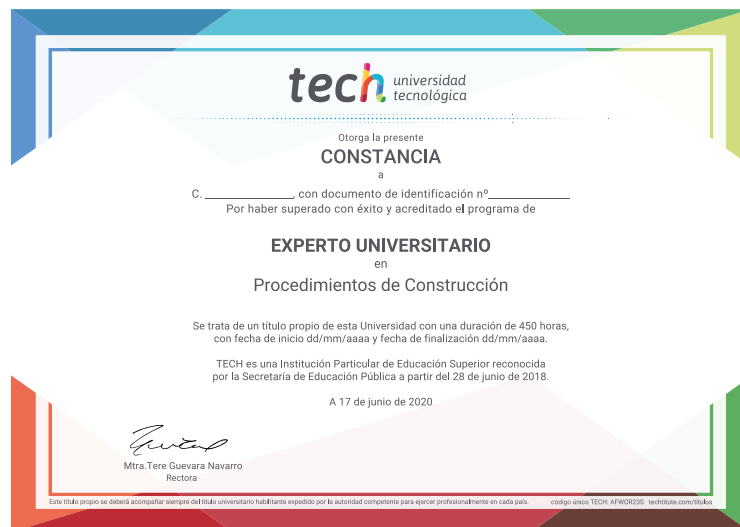 tech universidad
tecnológica
Otorga la presente
CONSTANCIA
a
C. ______________, con documento de identificación nº______________
Por haber superado con éxito y acreditado el programa de
EXPERTO UNIVERSITARIO
en
Procedimientos de Construcción
Se trata de un título propio de esta Universidad con una duración de 450 horas,
con fecha de inicio dd/mm/aaaa y fecha de finalización dd/mm/aaaa.
TECH es una Institución Particular de Educación Superior reconocida
por la Secretaría de Educación Pública a partir del 28 de junio de 2018.
A 17 de junio de 2020
Mtra.Tere Guevara Navarro
Rectora
Este título propio se deberá acompañar siempre del título universitario habilitante expedido por la autoridad competente para ejercer profesionalmente en cada país. código único TECH: AFWOR23S techtitute.com/titulos